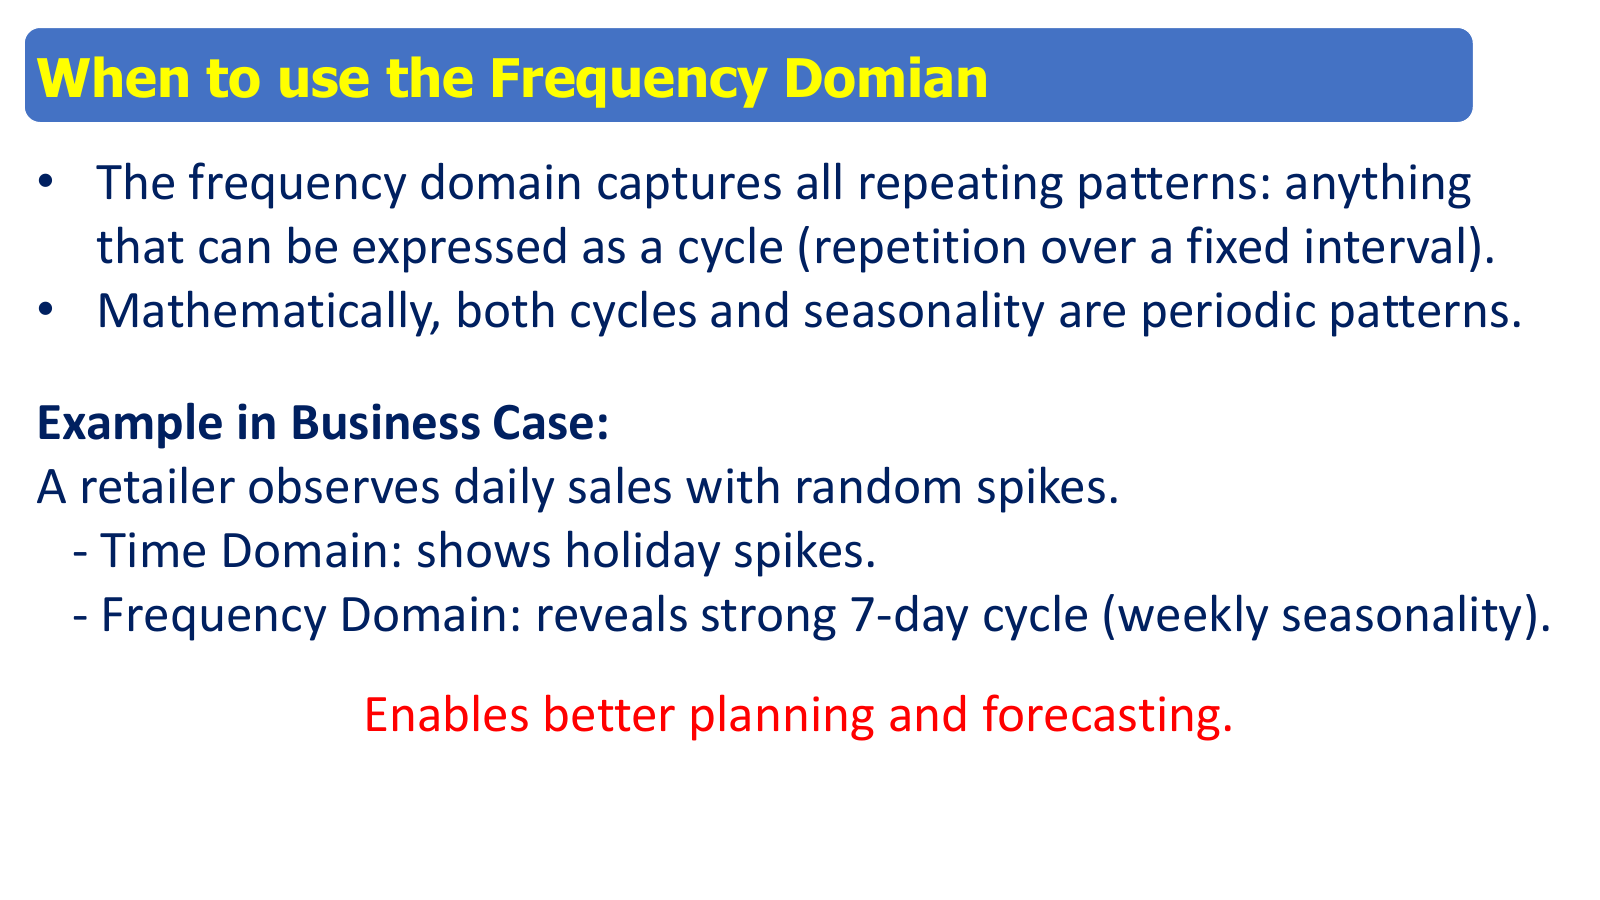 When to use the Frequency Domian
• The frequency domain captures all repeating patterns: anything
that can be expressed as a cycle (repetition over a fixed interval).
• Mathematically, both cycles and seasonality are periodic patterns.
Example in Business Case:
A retailer observes daily sales with random spikes.
- Time Domain: shows holiday spikes.
- Frequency Domain: reveals strong 7-day cycle (weekly seasonality).
Enables better planning and forecasting.